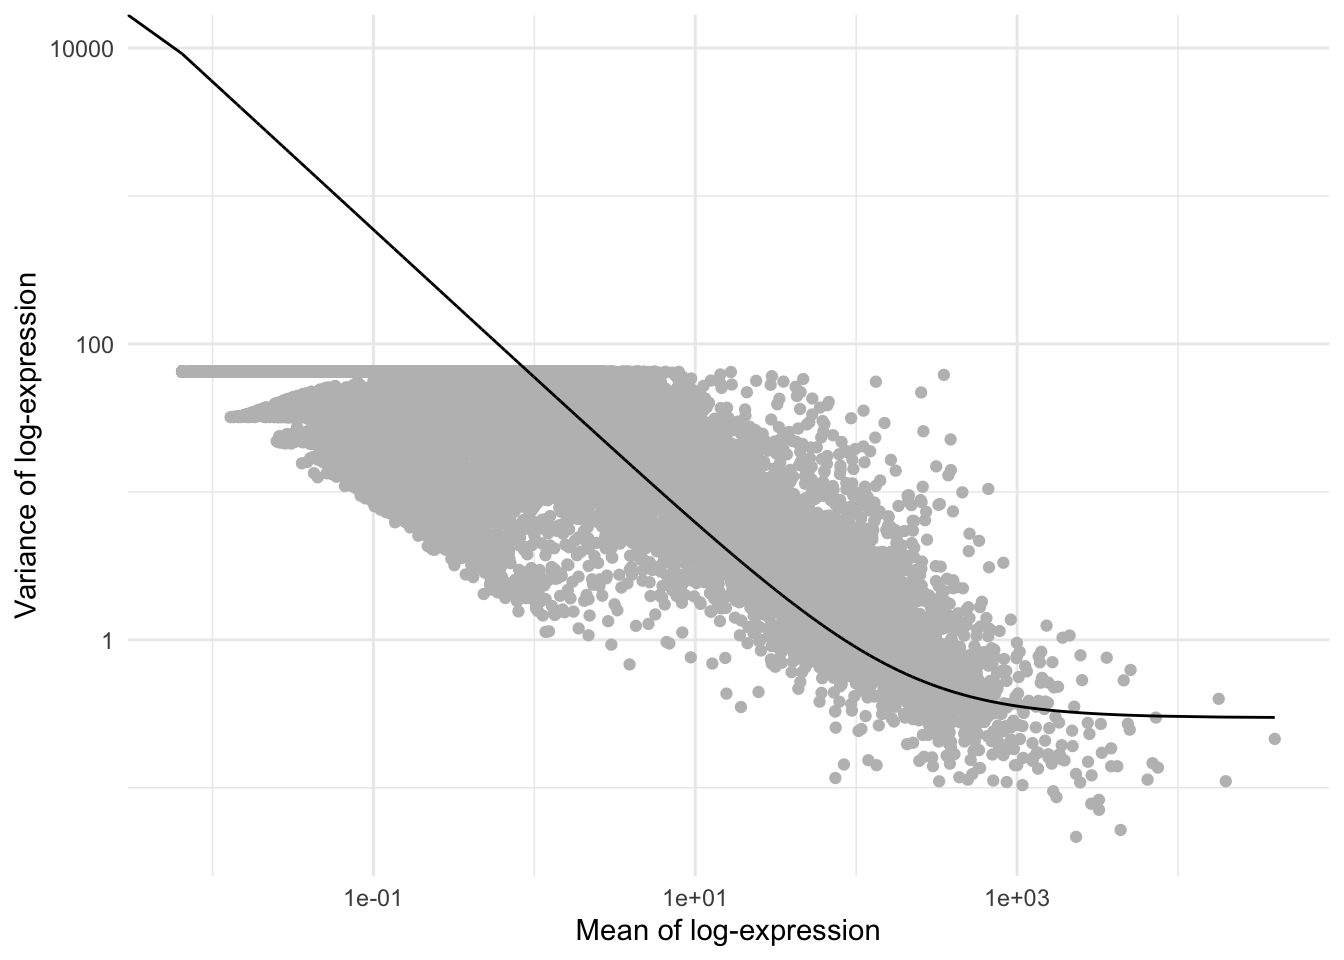 Variance of log-expression
10000
100
1
1e-01
1e+01
1e+03
Mean of log-expression